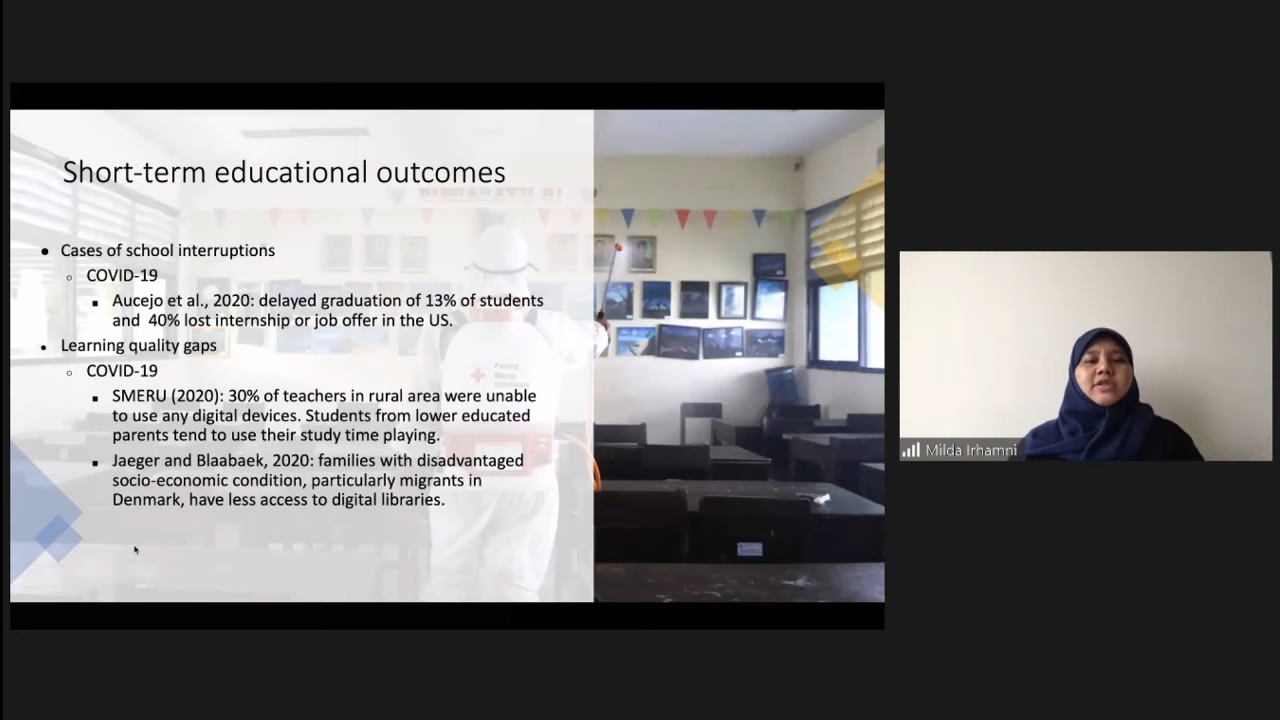 Short-term educational outcomes
• Cases of school interruptions
○ COVID-19
▪ Aucejo et al., 2020: delayed graduation of 13% of students
and 40% lost internship or job offer in the US.
• Learning quality gaps
○ COVID-19
▪ SMERU (2020): 30% of teachers in rural area were unable
to use any digital devices. Students from lower educated
parents tend to use their study time playing.
▪ Jaeger and Blaabaek, 2020: families with disadvantaged
socio-economic condition, particularly migrants in
Denmark, have less access to digital libraries.
Palang
Merah
Indonesia
Milda Irhamni